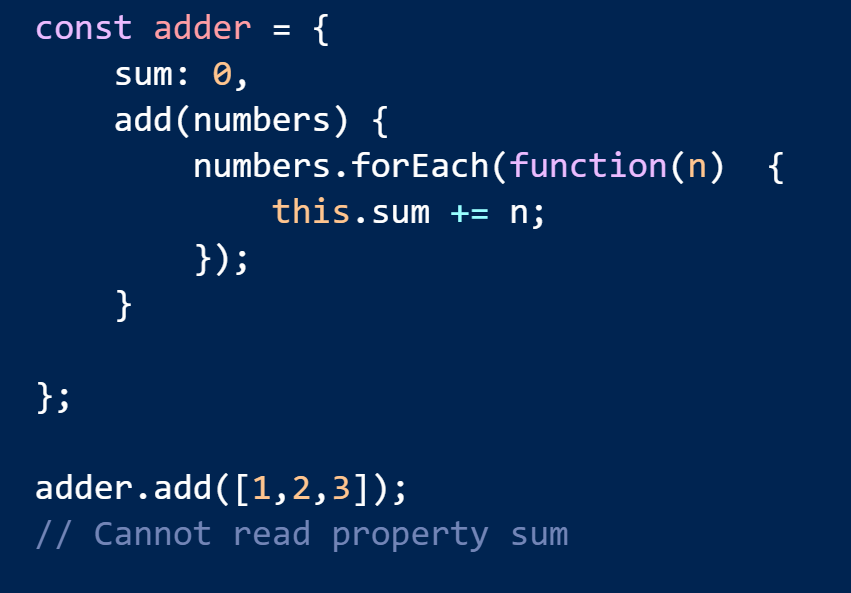 const adder = {
    sum: 0,
    add(numbers) {
        numbers.forEach(function(n)  {
            this.sum += n;
        });
    }

};

adder.add([1,2,3]);
// Cannot read property sum